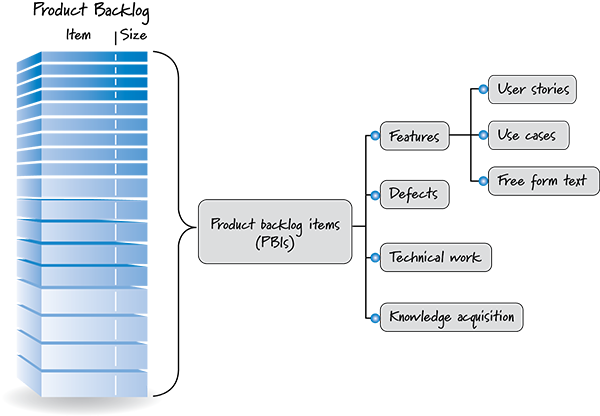 Product Backlog
Item | Size
User stories
Features
Use cases
Free form text
Defects
Product backlog items
(PBIs)
Technical work
Knowledge acquisition